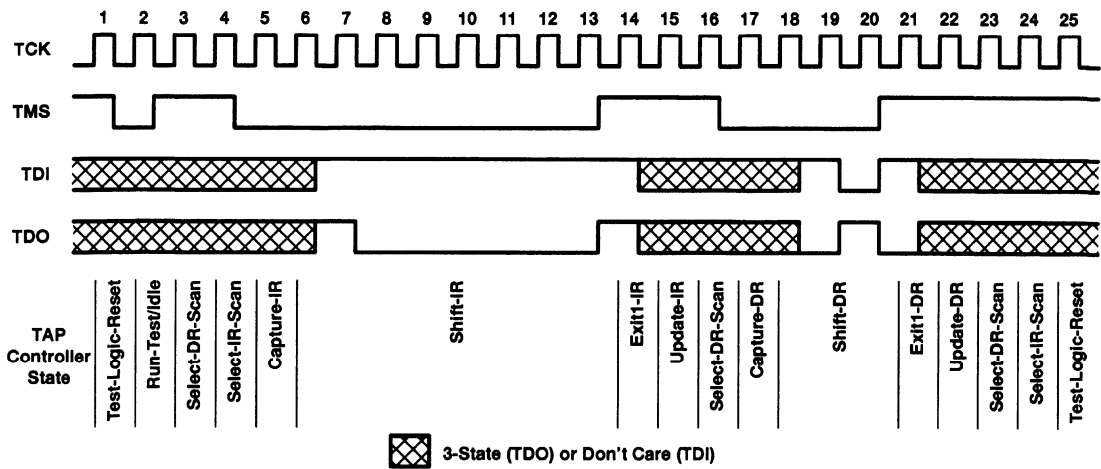 1 2 3 4 5 6 7 8 9 10 11 12 13 14 15 16 17 18 19 20 21 22 23 24 25
TCK
TMS
TDI
TDO
TAP
Controller
State
Test-Logic-Reset
Run-Test/Idle
Select-DR-Scan
Select-IR-Scan
Capture-IR
Shift-IR
Exit1-IR
Update-IR
Select-DR-Scan
Capture-DR
Shift-DR
Exit1-DR
Update-DR
Select-DR-Scan
Select-IR-Scan
Test-Logic-Reset
3-State (TDO) or Don't Care (TDI)